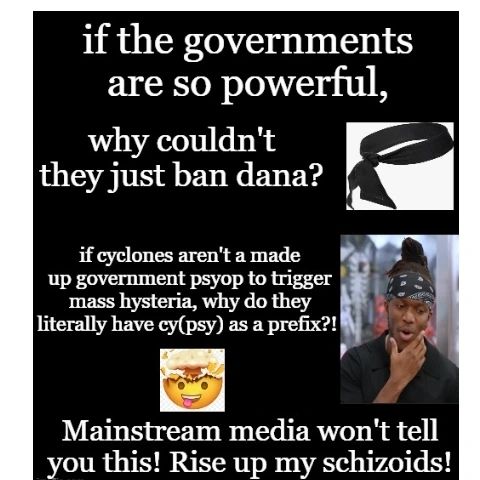 if the governments
are so powerful,
why couldn't
they just ban dana?
if cyclones aren't a made
up government psyop to trigger
mass hysteria, why do they
literally have cy(psy) as a prefix?!
Mainstream media won't tell
you this! Rise up my schizoids!